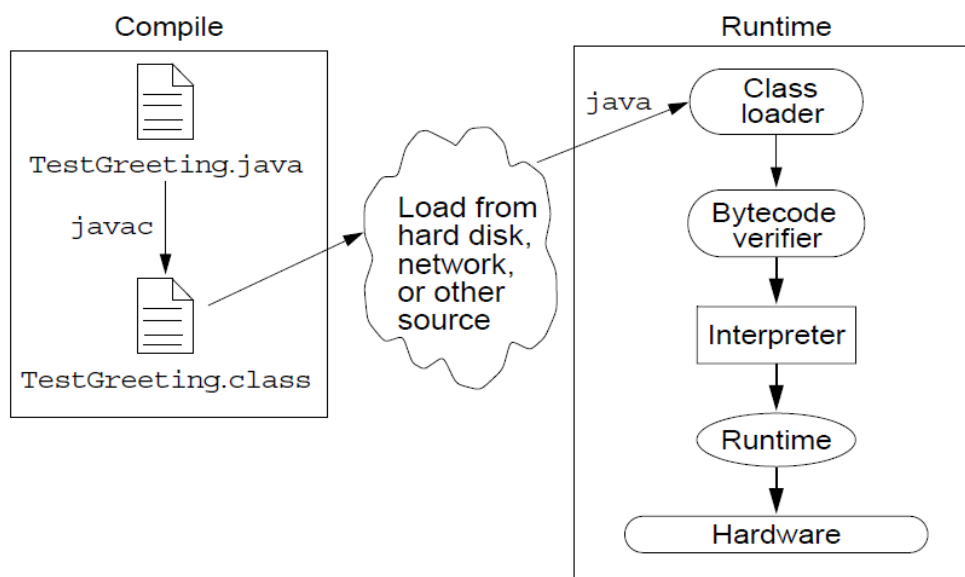 Compile
TestGreeting.java
javac
TestGreeting.class
Load from
hard disk,
network,
or other
source
Runtime
java
Class
loader
Bytecode
verifier
Interpreter
Runtime
Hardware